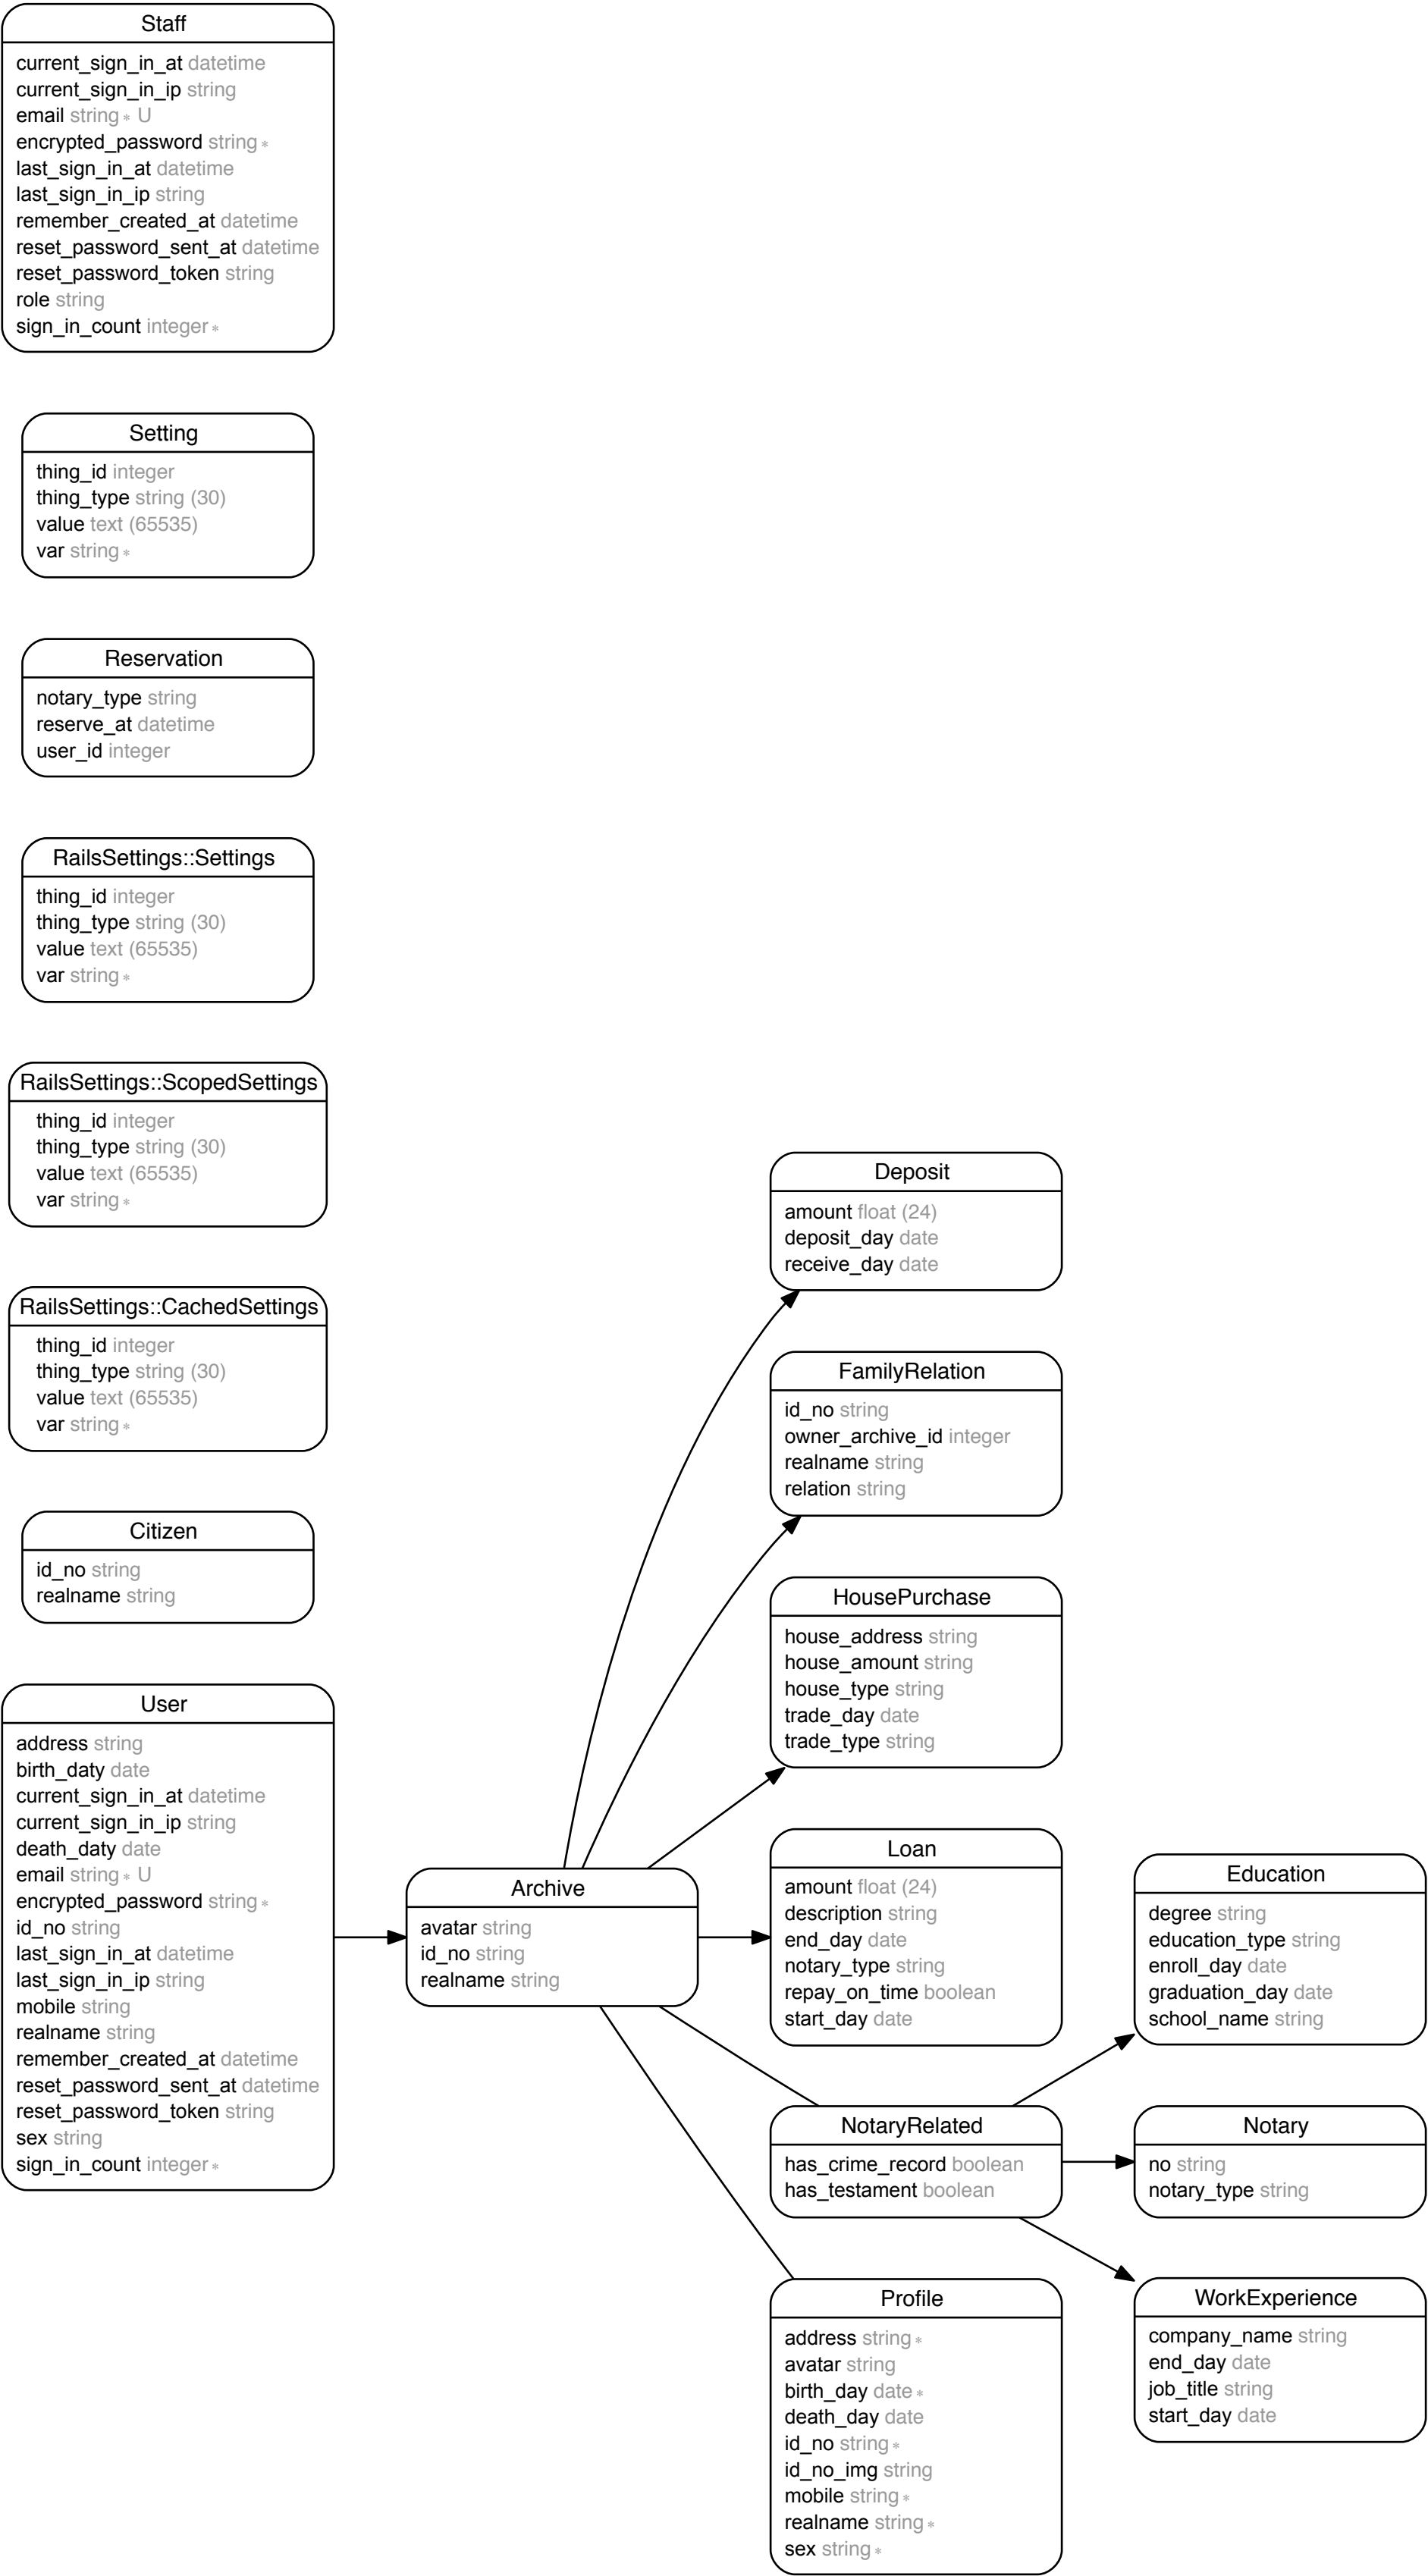 Staff
current_sign_in_at datetime
current_sign_in_ip string
email string * U
encrypted_password string *
last_sign_in_at datetime
last_sign_in_ip string
remember_created_at datetime
reset_password_sent_at datetime
reset_password_token string
role string
sign_in_count integer *
Setting
thing_id integer
thing_type string (30)
value text (65535)
var string *
Reservation
notary_type string
reserve_at datetime
user_id integer
RailsSettings::Settings
thing_id integer
thing_type string (30)
value text (65535)
var string *
RailsSettings::ScopedSettings
thing_id integer
thing_type string (30)
value text (65535)
var string *
RailsSettings::CachedSettings
thing_id integer
thing_type string (30)
value text (65535)
var string *
Citizen
id_no string
realname string
User
address string
birth_daty date
current_sign_in_at datetime
current_sign_in_ip string
death_daty date
email string * U
encrypted_password string *
id_no string
last_sign_in_at datetime
last_sign_in_ip string
mobile string
realname string
remember_created_at datetime
reset_password_sent_at datetime
reset_password_token string
sex string
sign_in_count integer *
Archive
avatar string
id_no string
realname string
Deposit
amount float (24)
deposit_day date
receive_day date
FamilyRelation
id_no string
owner_archive_id integer
realname string
relation string
HousePurchase
house_address string
house_amount string
house_type string
trade_day date
trade_type string
Loan
amount float (24)
description string
end_day date
notary_type string
repay_on_time boolean
start_day date
NotaryRelated
has_crime_record boolean
has_testament boolean
Profile
address string *
avatar string
birth_day date *
death_day date
id_no string *
id_no_img string
mobile string *
realname string *
sex string *
Education
degree string
education_type string
enroll_day date
graduation_day date
school_name string
Notary
no string
notary_type string
WorkExperience
company_name string
end_day date
job_title string
start_day date